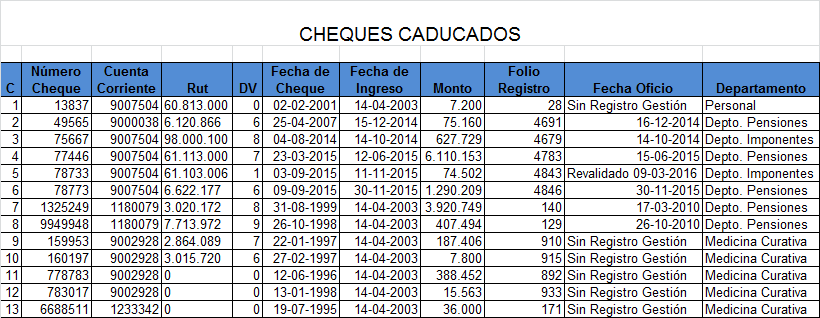 CHEQUES CADUCADOS
C Número Cheque Cuenta Corriente Rut DV Fecha de Cheque Fecha de Ingreso Monto Folio Registro Fecha Oficio Departamento
1 13837 9007504 60.813.000 0 02-02-2001 14-04-2003 7.200 28 Sin Registro Gestión Personal
2 49565 9000038 6.120.866 6 25-04-2007 15-12-2014 75.160 4691 16-12-2014 Depto. Pensiones
3 75667 9007504 98.000.100 8 04-08-2014 14-10-2014 627.729 4679 14-10-2014 Depto. Imponentes
4 77446 9007504 61.113.000 7 23-03-2015 12-06-2015 6.110.153 4783 15-06-2015 Depto. Pensiones
5 78733 9007504 61.103.006 1 03-09-2015 11-11-2015 74.502 4843 Revalidado 09-03-2016 Depto. Imponentes
6 78773 9007504 6.622.177 6 09-09-2015 30-11-2015 1.290.209 4846 30-11-2015 Depto. Pensiones
7 1325249 1180079 3.020.172 8 31-08-1999 14-04-2003 3.920.749 140 17-03-2010 Depto. Pensiones
8 9949948 1180079 7.713.972 9 26-10-1998 14-04-2003 407.494 129 26-10-2010 Depto. Pensiones
9 159953 9002928 2.864.089 7 22-01-1997 14-04-2003 187.406 910 Sin Registro Gestión Medicina Curativa
10 160197 9002928 3.015.720 6 27-02-1997 14-04-2003 7.800 915 Sin Registro Gestión Medicina Curativa
11 778783 9002928 0 12-06-1996 14-04-2003 388.452 892 Sin Registro Gestión Medicina Curativa
12 783017 9002928 0 13-01-1998 14-04-2003 15.563 933 Sin Registro Gestión Medicina Curativa
13 6688511 1233342 0 19-07-1995 14-04-2003 36.000 171 Sin Registro Gestión Medicina Curativa